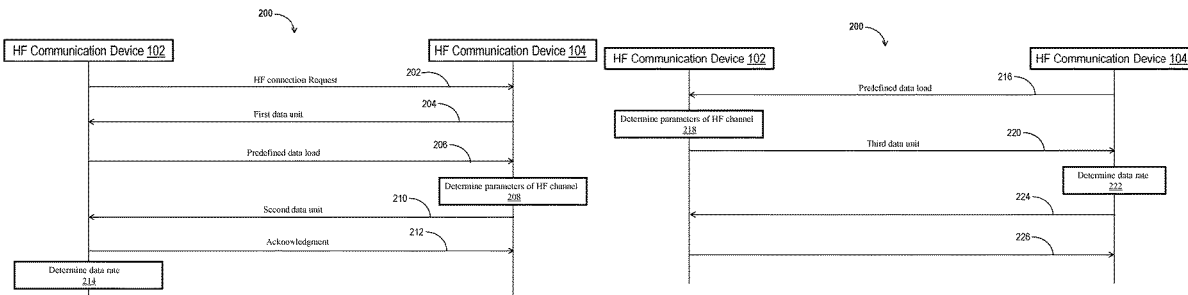 200
HF Communication Device 102
HF Communication Device 104
HF connection Request
202
First data unit
204
Predefined data load
206
Determine parameters of HF channel
208
Second data unit
210
Acknowledgment
212
Determine data rate
214
200
HF Communication Device 102
HF Communication Device 104
Predefined data load
216
Determine parameters of HF channel
218
Third data unit
220
Determine data rate
222
224
226